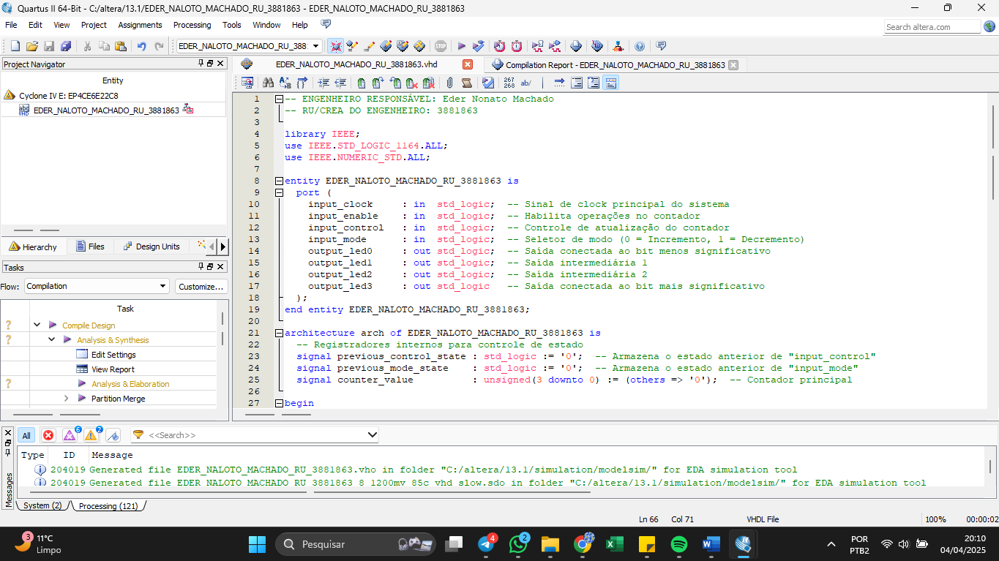 Quartus II 64-Bit - C:/altera/13.1/EDER_NALOTO_MACHADO_RU_3881863 - EDER_NALOTO_MACHADO_RU_3881863
File Edit View Project Assignments Processing Tools Window Help
Search altera.com
EDER_NALOTO_MACHADO_RU_388
STOP
Project Navigator
Entity
Cyclone IV E: EP4CE6E22C8
EDER_NALOTO_MACHADO_RU_3881863
Hierarchy Files Design Units
Tasks
Flow: Compilation Customize...
Task
Compile Design
Analysis & Synthesis
Edit Settings
View Report
Analysis & Elaboration
Partition Merge
EDER_NALOTO_MACHADO_RU_3881863.vhd
Compilation Report - EDER_NALOTO_MACHADO_RU_3881863
267 268 ab/
1 -- ENGENHEIRO RESPONSÁVEL: Eder Nonato Machado
2 -- RU/CREA DO ENGENHEIRO: 3881863
3
4 library IEEE;
5 use IEEE.STD_LOGIC_1164.ALL;
6 use IEEE.NUMERIC_STD.ALL;
7
8 entity EDER_NALOTO_MACHADO_RU_3881863 is
9 port (
10 input_clock : in std_logic; -- Sinal de clock principal do sistema
11 input_enable : in std_logic; -- Habilita operações no contador
12 input_control : in std_logic; -- Controle de atualização do contador
13 input_mode : in std_logic; -- Seletor de modo (0 = Incremento, 1 = Decremento)
14 output_led0 : out std_logic; -- Saída conectada ao bit menos significativo
15 output_led1 : out std_logic; -- Saída intermediária 1
16 output_led2 : out std_logic; -- Saída intermediária 2
17 output_led3 : out std_logic -- Saída conectada ao bit mais significativo
18 );
19 end entity EDER_NALOTO_MACHADO_RU_3881863;
20
21 architecture arch of EDER_NALOTO_MACHADO_RU_3881863 is
22 -- Registradores internos para controle de estado
23 signal previous_control_state : std_logic := '0'; -- Armazena o estado anterior de "input_control"
24 signal previous_mode_state : std_logic := '0'; -- Armazena o estado anterior de "input_mode"
25 signal counter_value : unsigned(3 downto 0) := (others => '0'); -- Contador principal
26
27 begin
All 6 2 <<Search>>
Type ID Message
204019 Generated file EDER_NALOTO_MACHADO_RU_3881863.vho in folder "C:/altera/13.1/simulation/modelsim/" for EDA simulation tool
204019 Generated file EDER_NALOTO_MACHADO_RU_3881863_8_1200mv_85c_vhd_slow.sdo in folder "C:/altera/13.1/simulation/modelsim/" for EDA simulation tool
Messages
System (2) Processing (121)
Ln 66 Col 71 VHDL File 100% 00:00:02
3 11°C
Limpo
Pesquisar
4 2
POR
PTB2
20:10
04/04/2025